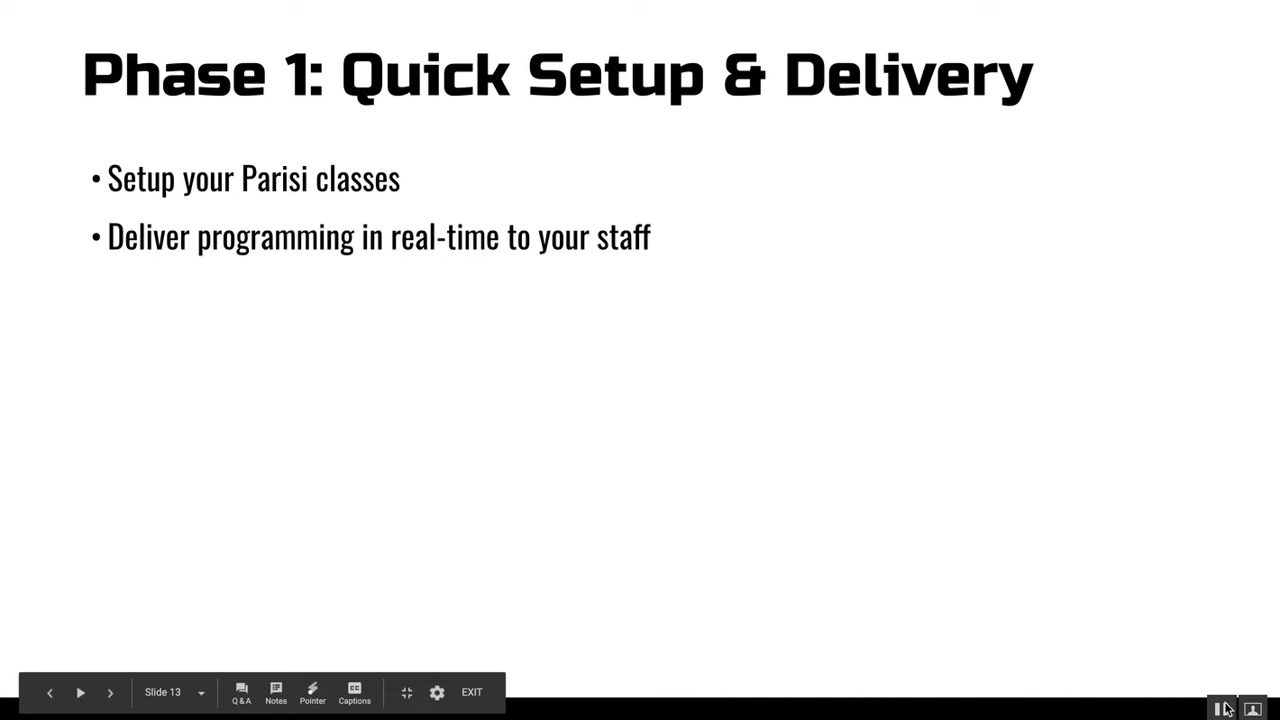 Phase 1: Quick Setup & Delivery
• Setup your Parisi classes
• Deliver programming in real-time to your staff
Slide 13
Q&A
Notes
Pointer
CC
Captions
EXIT